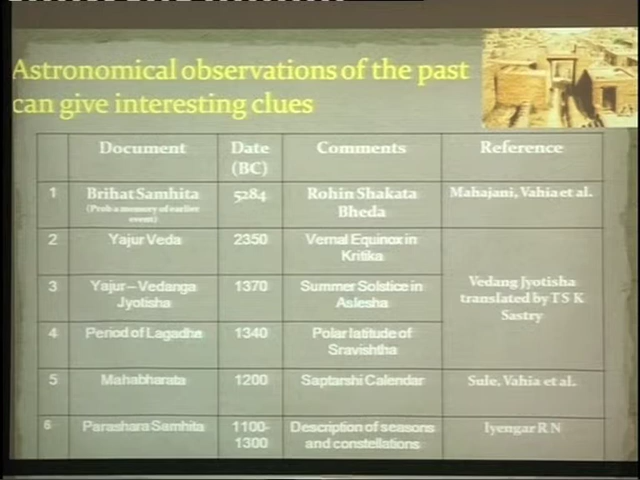 Astronomical observations of the past
can give interesting clues
Document
Date
(BC)
Comments
Reference
1
Brihat Samhita
(Prob a memory of earlier
event)
5284
Rohin Shakata
Bheda
Mahajani, Vahia et al.
2
Yajur Veda
2350
Vernal Equinox in
Kritika
Vedang Jyotisha
translated by T S K
Sastry
3
Yajur – Vedanga
Jyotisha
1370
Summer Solstice in
Aslesha
4
Period of Lagadha
1340
Polar latitude of
Sravishtha
5
Mahabharata
1200
Saptarshi Calendar
Sule, Vahia et al.
6
Parashara Samhita
1100-
1300
Description of seasons
and constellations
Iyengar R N